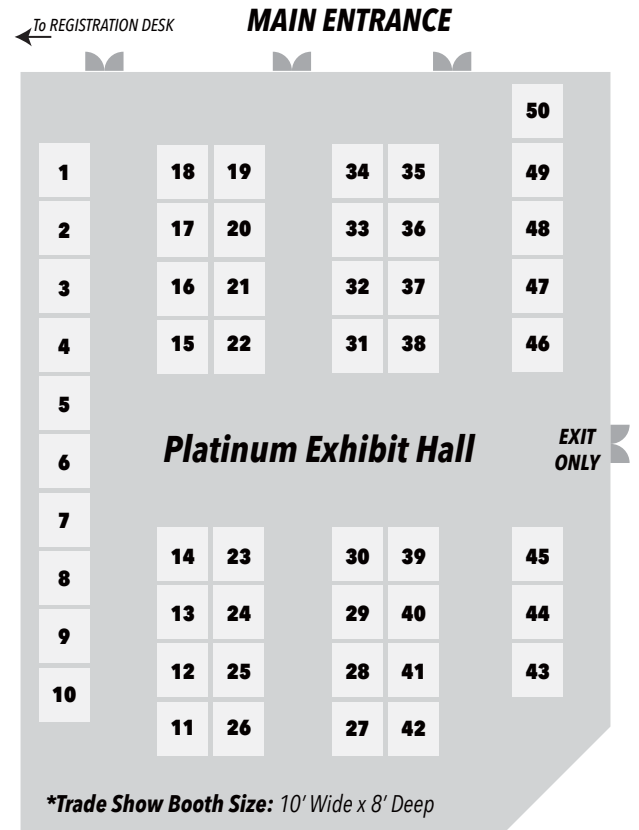 To REGISTRATION DESK MAIN ENTRANCE
50
1 18 19 34 35 49
2 17 20 33 36 48
3 16 21 32 37 47
4 15 22 31 38 46
5
6 Platinum Exhibit Hall EXIT
ONLY
7
14 23 30 39 45
8
13 24 29 40 44
9
12 25 28 41 43
10
11 26 27 42
*Trade Show Booth Size: 10' Wide x 8' Deep